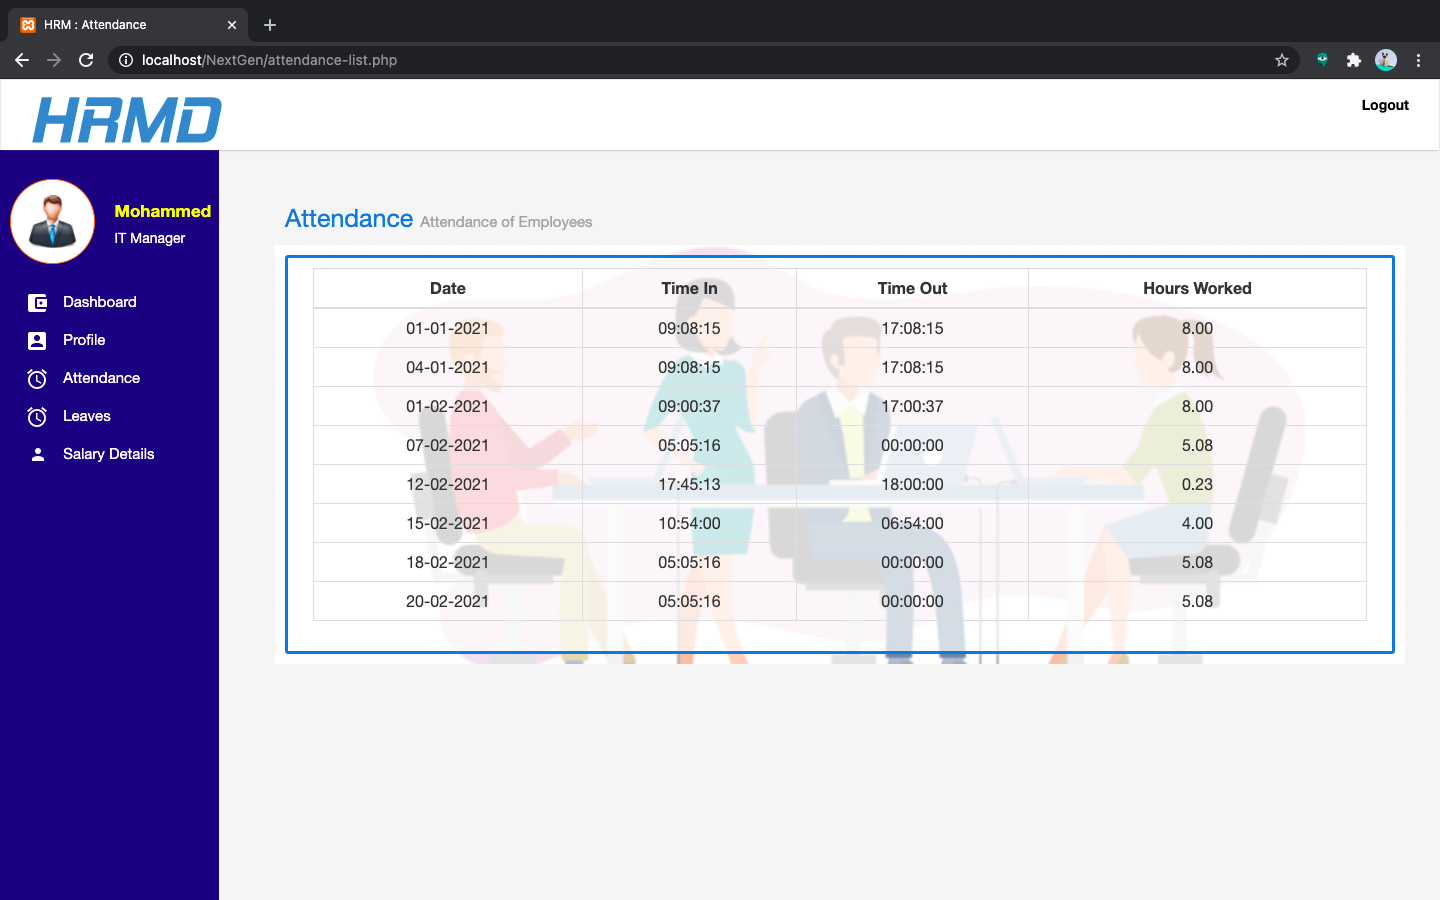 HRM : Attendance
localhost/NextGen/attendance-list.php
HRMD
Logout
Mohammed
IT Manager
Dashboard
Profile
Attendance
Leaves
Salary Details
Attendance Attendance of Employees
Date Time In Time Out Hours Worked
01-01-2021 09:08:15 17:08:15 8.00
04-01-2021 09:08:15 17:08:15 8.00
01-02-2021 09:00:37 17:00:37 8.00
07-02-2021 05:05:16 00:00:00 5.08
12-02-2021 17:45:13 18:00:00 0.23
15-02-2021 10:54:00 06:54:00 4.00
18-02-2021 05:05:16 00:00:00 5.08
20-02-2021 05:05:16 00:00:00 5.08